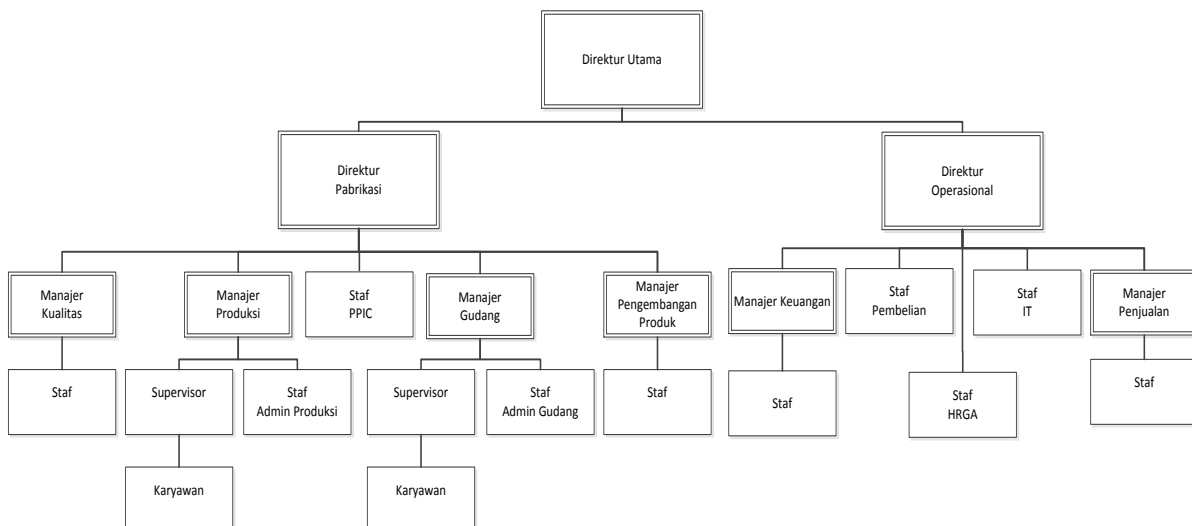 Direktur Utama
Direktur
Pabrikasi
Direktur
Operasional
Manajer
Kualitas
Manajer
Produksi
Staf
PPIC
Manajer
Gudang
Manajer
Pengembangan
Produk
Manajer Keuangan
Staf
Pembelian
Staf
IT
Manajer
Penjualan
Staf
Supervisor
Staf
Admin Produksi
Supervisor
Staf
Admin Gudang
Staf
Staf
Staf
HRGA
Staf
Karyawan
Karyawan